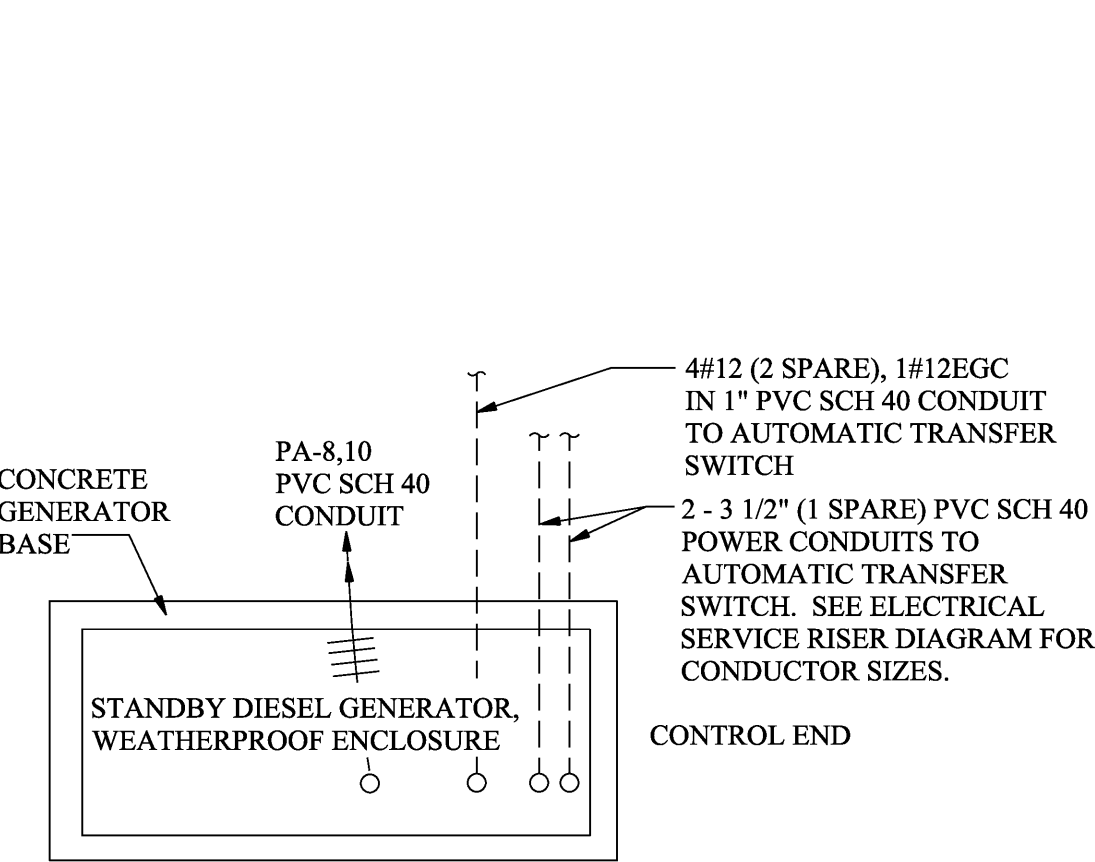 4#12 (2 SPARE), 1#12EGC
IN 1" PVC SCH 40 CONDUIT
TO AUTOMATIC TRANSFER
SWITCH
PA-8,10
PVC SCH 40
CONDUIT
CONCRETE
GENERATOR
BASE
2 - 3 1/2" (1 SPARE) PVC SCH 40
POWER CONDUITS TO
AUTOMATIC TRANSFER
SWITCH. SEE ELECTRICAL
SERVICE RISER DIAGRAM FOR
CONDUCTOR SIZES.
STANDBY DIESEL GENERATOR,
WEATHERPROOF ENCLOSURE
CONTROL END